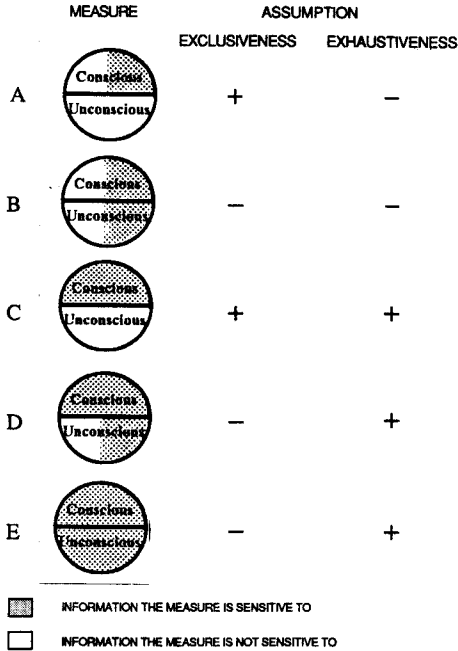 MEASURE ASSUMPTION
EXCLUSIVENESS EXHAUSTIVENESS
A Conscious + −
Unconscious
B Conscious − −
Unconscious
C Conscious + +
Unconscious
D Conscious − +
Unconscious
E Conscious − +
Unconscious
INFORMATION THE MEASURE IS SENSITIVE TO
INFORMATION THE MEASURE IS NOT SENSITIVE TO